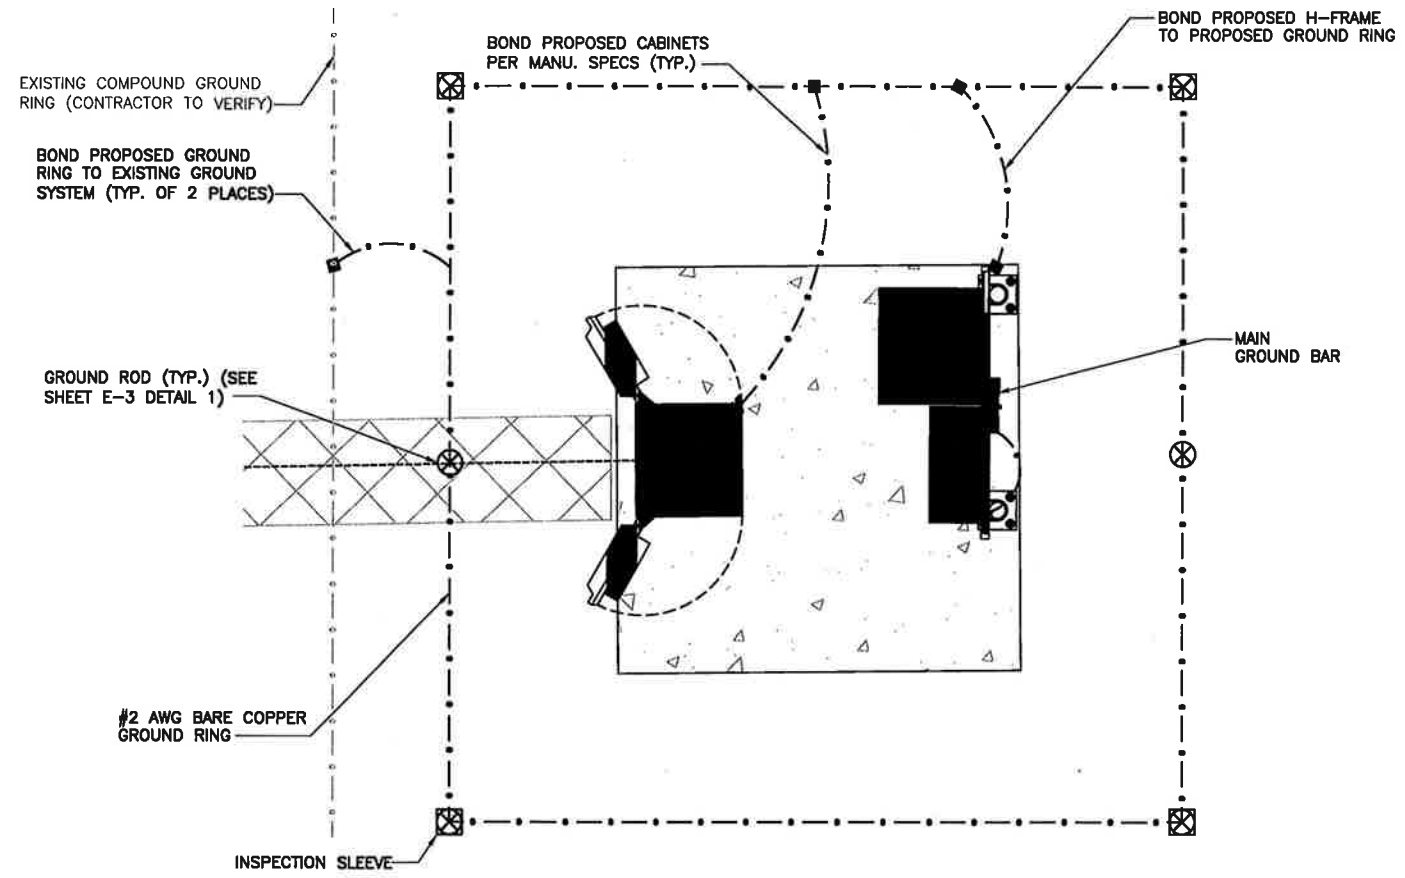 BOND PROPOSED H-FRAME
TO PROPOSED GROUND RING
BOND PROPOSED CABINETS
PER MANU. SPECS (TYP.)
EXISTING COMPOUND GROUND
RING (CONTRACTOR TO VERIFY)
BOND PROPOSED GROUND
RING TO EXISTING GROUND
SYSTEM (TYP. OF 2 PLACES)
MAIN
GROUND BAR
GROUND ROD (TYP.) (SEE
SHEET E-3 DETAIL 1)
#2 AWG BARE COPPER
GROUND RING
INSPECTION SLEEVE